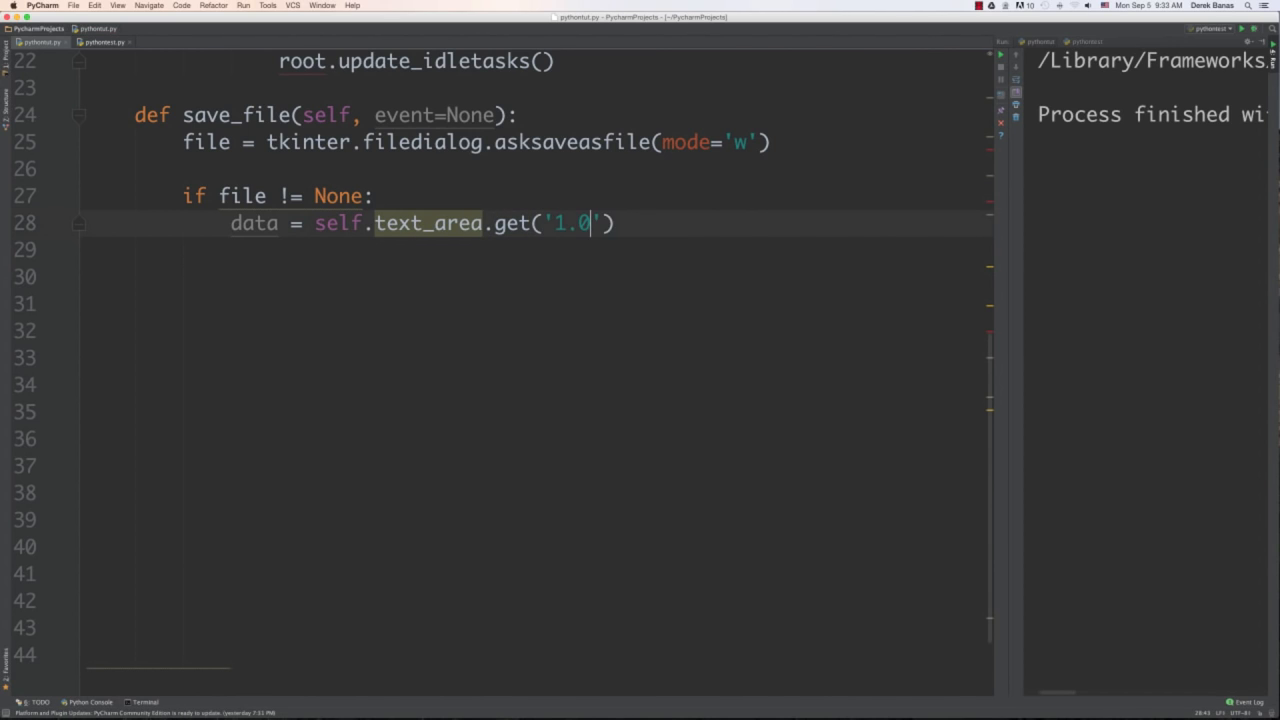 PyCharm File Edit View Navigate Code Refactor Run Tools VCS Window Help
10 Mon Sep 5 9:33 AM Derek Banas
pythontut.py - PycharmProjects - [~/PycharmProjects]
PycharmProjects pythontut.py
pythontest
pythontut.py pythontest.py
Run: pythontut pythontest
22 root.update_idletasks()
23
24 def save_file(self, event=None):
25 file = tkinter.filedialog.asksaveasfile(mode='w')
26
27 if file != None:
28 data = self.text_area.get('1.0')
29
30
31
32
33
34
35
36
37
38
39
40
41
42
43
44
/Library/Frameworks
Process finished wi
1: Project
7: Structure
2: Favorites
4: Run
6: TODO Python Console Terminal
Event Log
Platform and Plugin Updates: PyCharm Community Edition is ready to update. (yesterday 7:31 PM)
28:43 LF÷ UTF-8÷